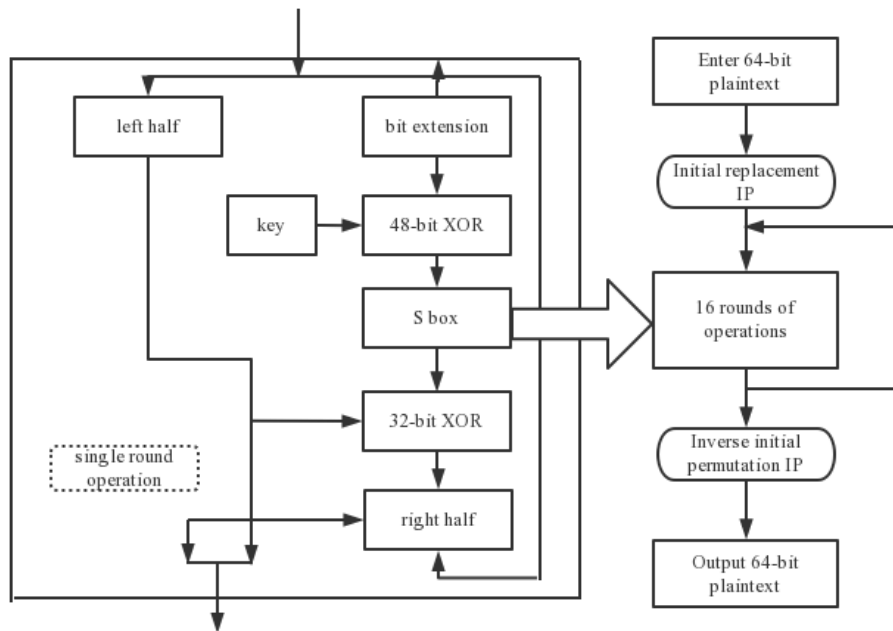 left half
bit extension
key
48-bit XOR
S box
32-bit XOR
single round
operation
right half
Enter 64-bit
plaintext
Initial replacement
IP
16 rounds of
operations
Inverse initial
permutation IP
Output 64-bit
plaintext